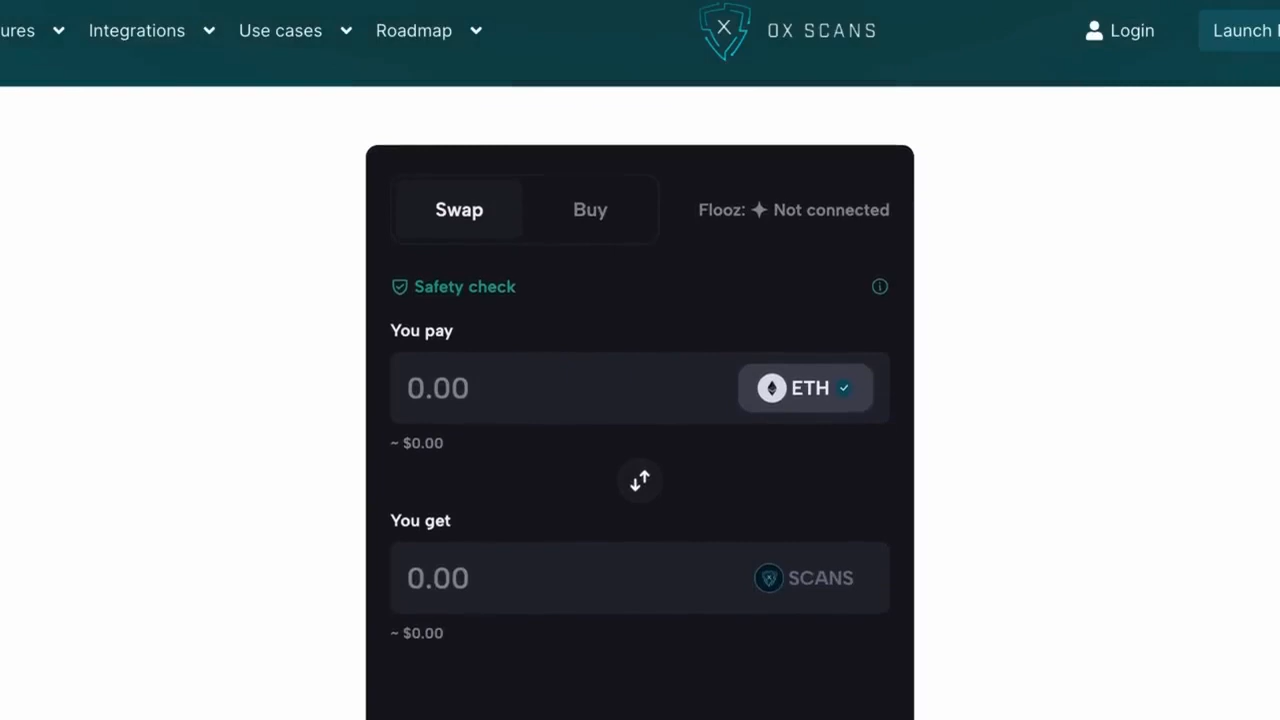 ures Integrations Use cases Roadmap X 0X SCANS Login Launch
Swap Buy Flooz: Not connected
Safety check
You pay
0.00 ETH
~ $0.00
You get
0.00 SCANS
~ $0.00